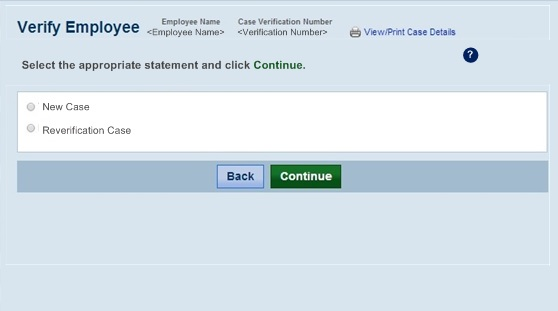 Verify Employee
Employee Name
<Employee Name>
Case Verification Number
<Verification Number>
View/Print Case Details
?
Select the appropriate statement and click Continue.
New Case
Reverification Case
Back
Continue